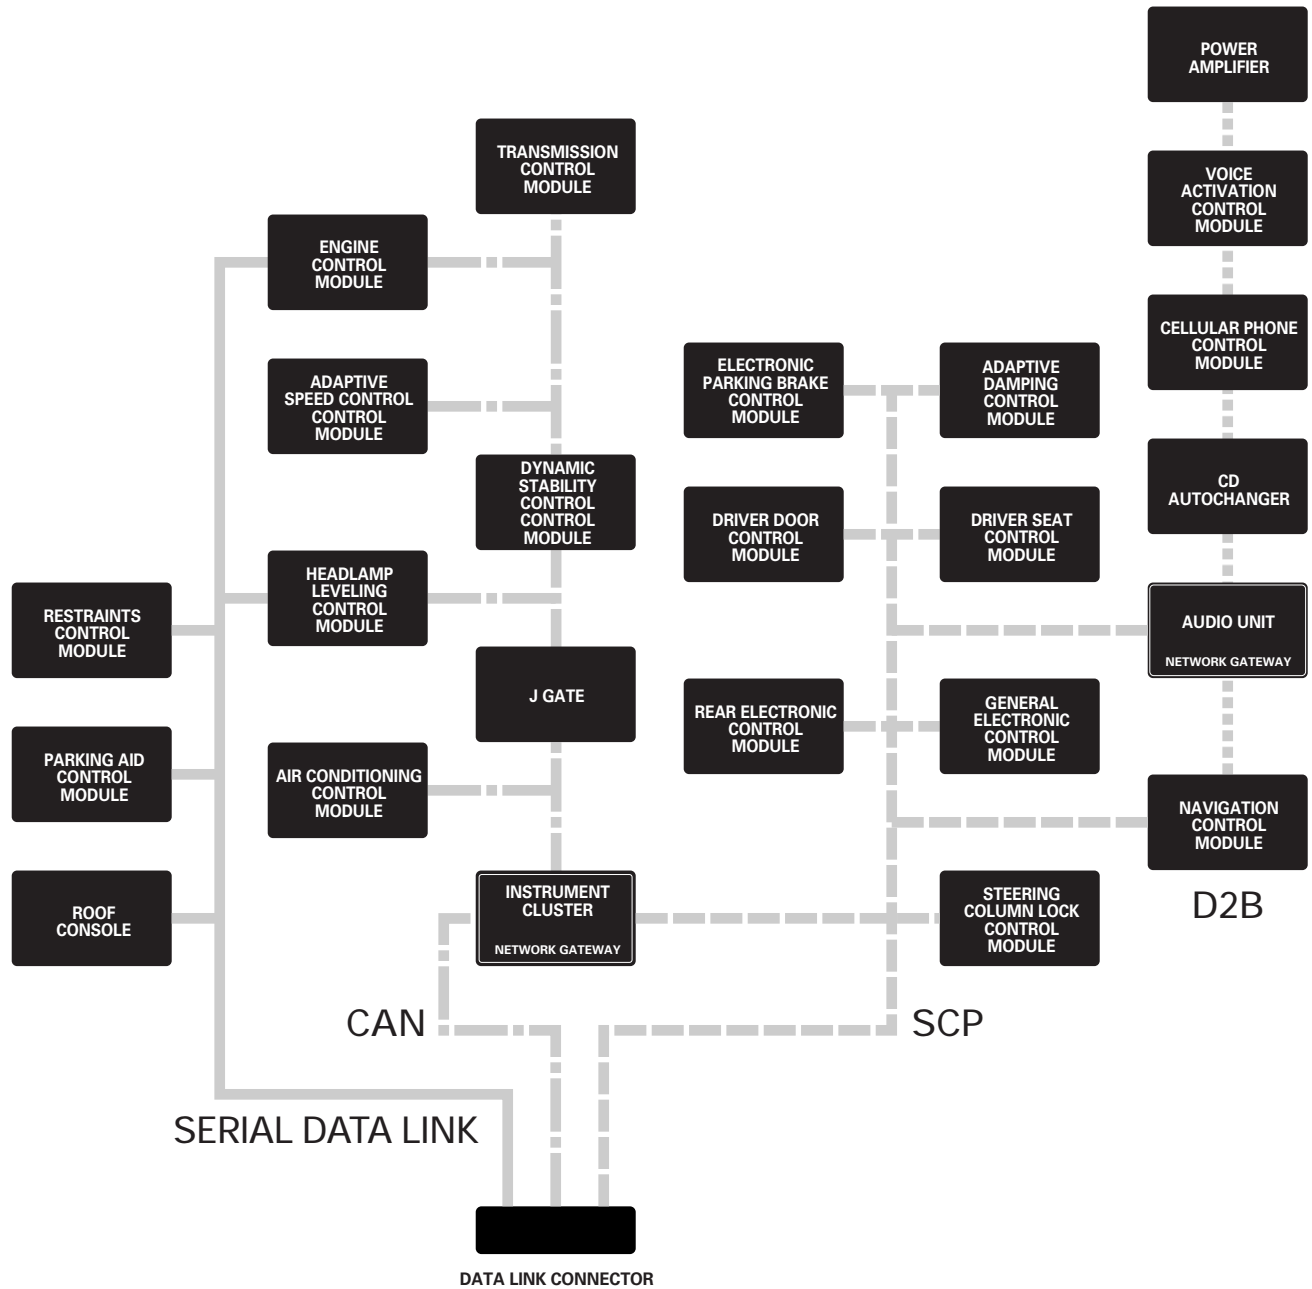 POWER
AMPLIFIER
TRANSMISSION
CONTROL
MODULE
VOICE
ACTIVATION
CONTROL
MODULE
ENGINE
CONTROL
MODULE
CELLULAR PHONE
CONTROL
MODULE
ADAPTIVE
SPEED CONTROL
CONTROL
MODULE
ELECTRONIC
PARKING BRAKE
CONTROL
MODULE
ADAPTIVE
DAMPING
CONTROL
MODULE
DYNAMIC
STABILITY
CONTROL
CONTROL
MODULE
CD
AUTOCHANGER
DRIVER DOOR
CONTROL
MODULE
DRIVER SEAT
CONTROL
MODULE
HEADLAMP
LEVELING
CONTROL
MODULE
RESTRAINTS
CONTROL
MODULE
AUDIO UNIT
NETWORK GATEWAY
J GATE
REAR ELECTRONIC
CONTROL
MODULE
GENERAL
ELECTRONIC
CONTROL
MODULE
PARKING AID
CONTROL
MODULE
AIR CONDITIONING
CONTROL
MODULE
NAVIGATION
CONTROL
MODULE
D2B
ROOF
CONSOLE
INSTRUMENT
CLUSTER
NETWORK GATEWAY
STEERING
COLUMN LOCK
CONTROL
MODULE
CAN
SCP
SERIAL DATA LINK
DATA LINK CONNECTOR